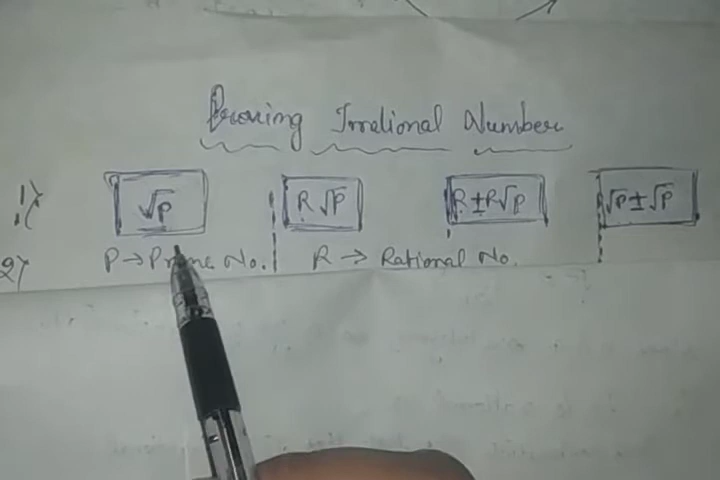 Proving Irrational Number
1) √P R√P R±R√P √P±√P
2) P→Prime No. R→Rational No.